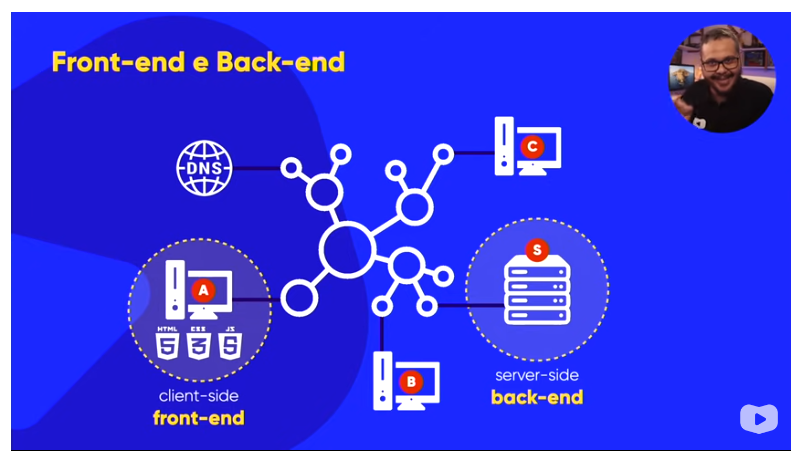 Front-end e Back-end
DNS
C
S
A
HTML
CSS
JS
5
3
5
B
client-side
front-end
server-side
back-end